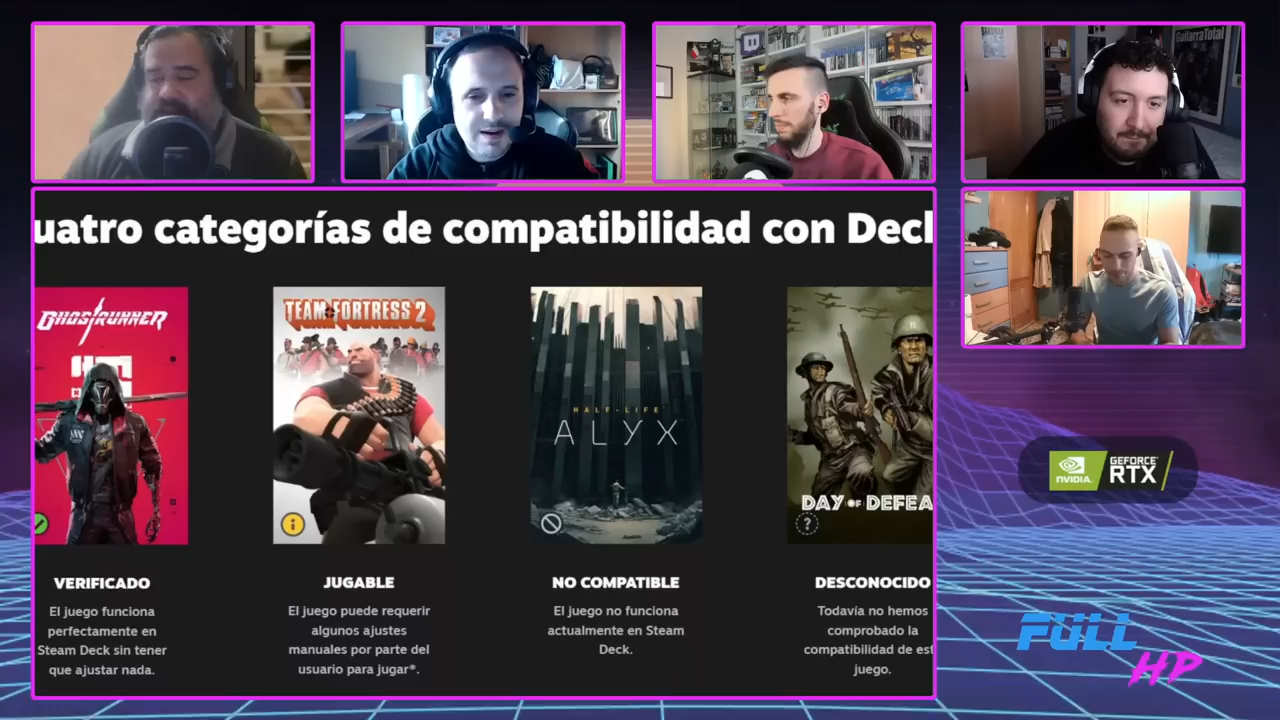 GuitarraTotal
uatro categorías de compatibilidad con Decl
GHOSTRUNNER
TEAM FORTRESS 2
HALF-LIFE
ALYX
DAY OF DEFEA
VERIFICADO
El juego funciona
perfectamente en
Steam Deck sin tener
que ajustar nada.
JUGABLE
El juego puede requerir
algunos ajustes
manuales por parte del
usuario para jugar*.
NO COMPATIBLE
El juego no funciona
actualmente en Steam
Deck.
DESCONOCIDO
Todavía no hemos
comprobado la
compatibilidad de est
juego.
NVIDIA.
GEFORCE
RTX
FULL
HP